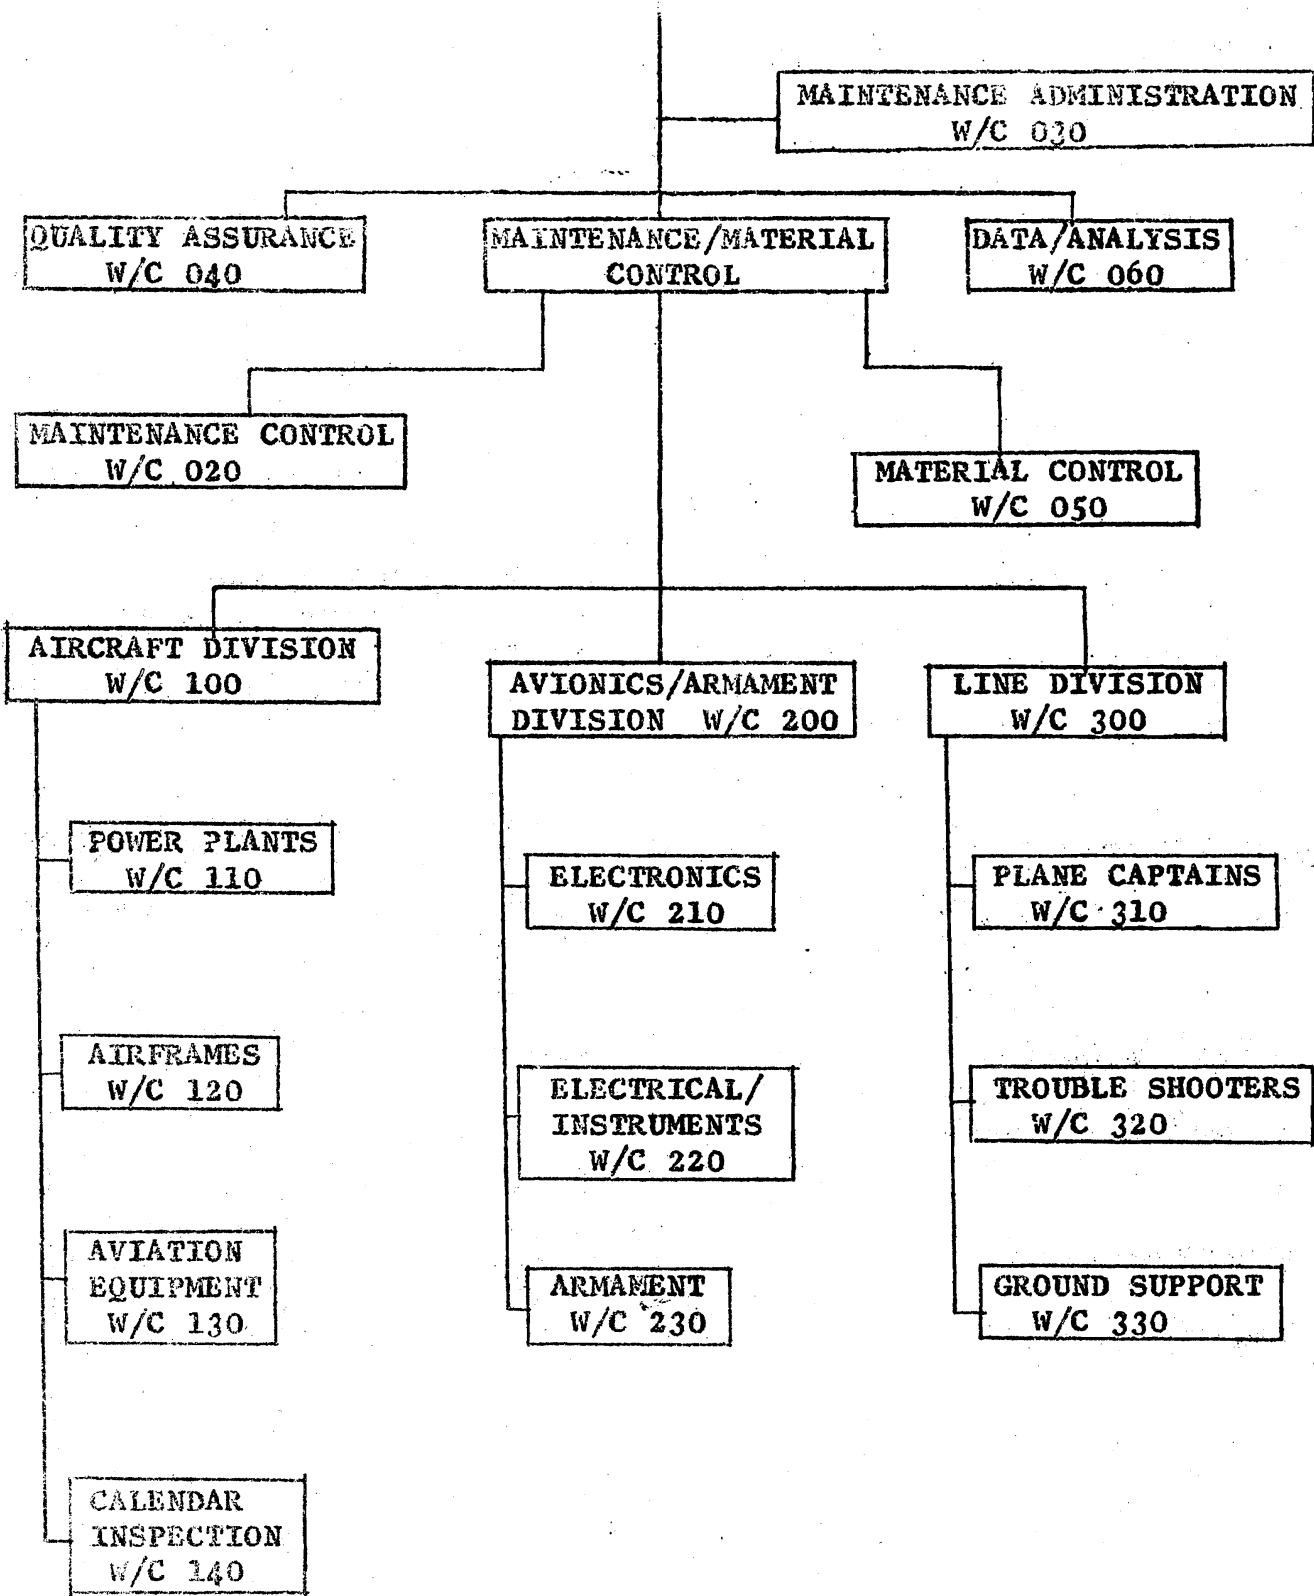 MAINTENANCE ADMINISTRATION
W/C 030
QUALITY ASSURANCE
W/C 040
MAINTENANCE/MATERIAL
CONTROL
DATA/ANALYSIS
W/C 060
MAINTENANCE CONTROL
W/C 020
MATERIAL CONTROL
W/C 050
AIRCRAFT DIVISION
W/C 100
AVIONICS/ARMAMENT
DIVISION W/C 200
LINE DIVISION
W/C 300
POWER PLANTS
W/C 110
ELECTRONICS
W/C 210
PLANE CAPTAINS
W/C 310
AIRFRAMES
W/C 120
ELECTRICAL/
INSTRUMENTS
W/C 220
TROUBLE SHOOTERS
W/C 320
AVIATION
EQUIPMENT
W/C 130
ARMAMENT
W/C 230
GROUND SUPPORT
W/C 330
CALENDAR
INSPECTION
W/C 140